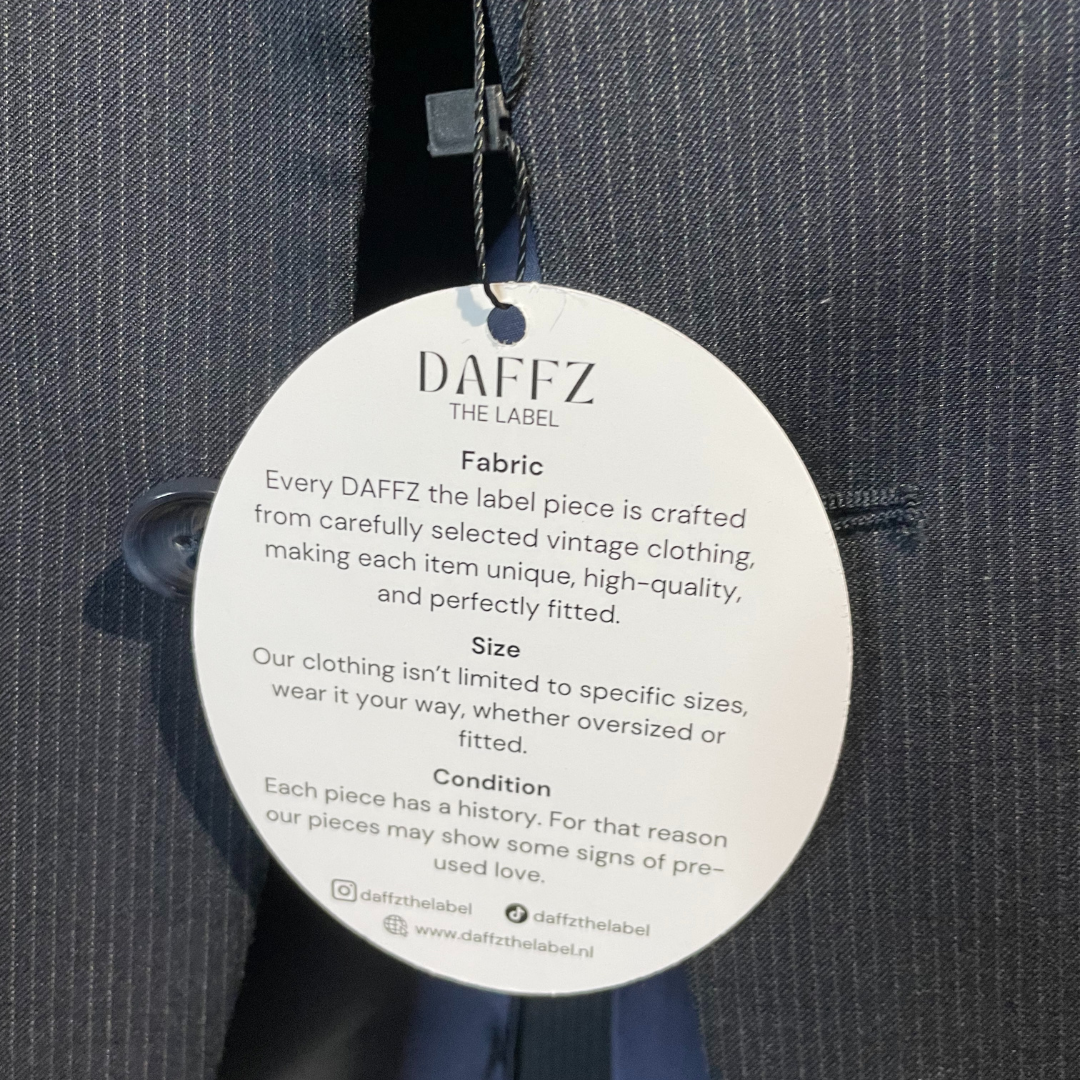 DAFFZ
THE LABEL
Fabric
Every DAFFZ the label piece is crafted
from carefully selected vintage clothing,
making each item unique, high-quality,
and perfectly fitted.
Size
Our clothing isn't limited to specific sizes,
wear it your way, whether oversized or
fitted.
Condition
Each piece has a history. For that reason
our pieces may show some signs of pre-
used love.
daffzthelabel daffzthelabel
www.daffzthelabel.nl